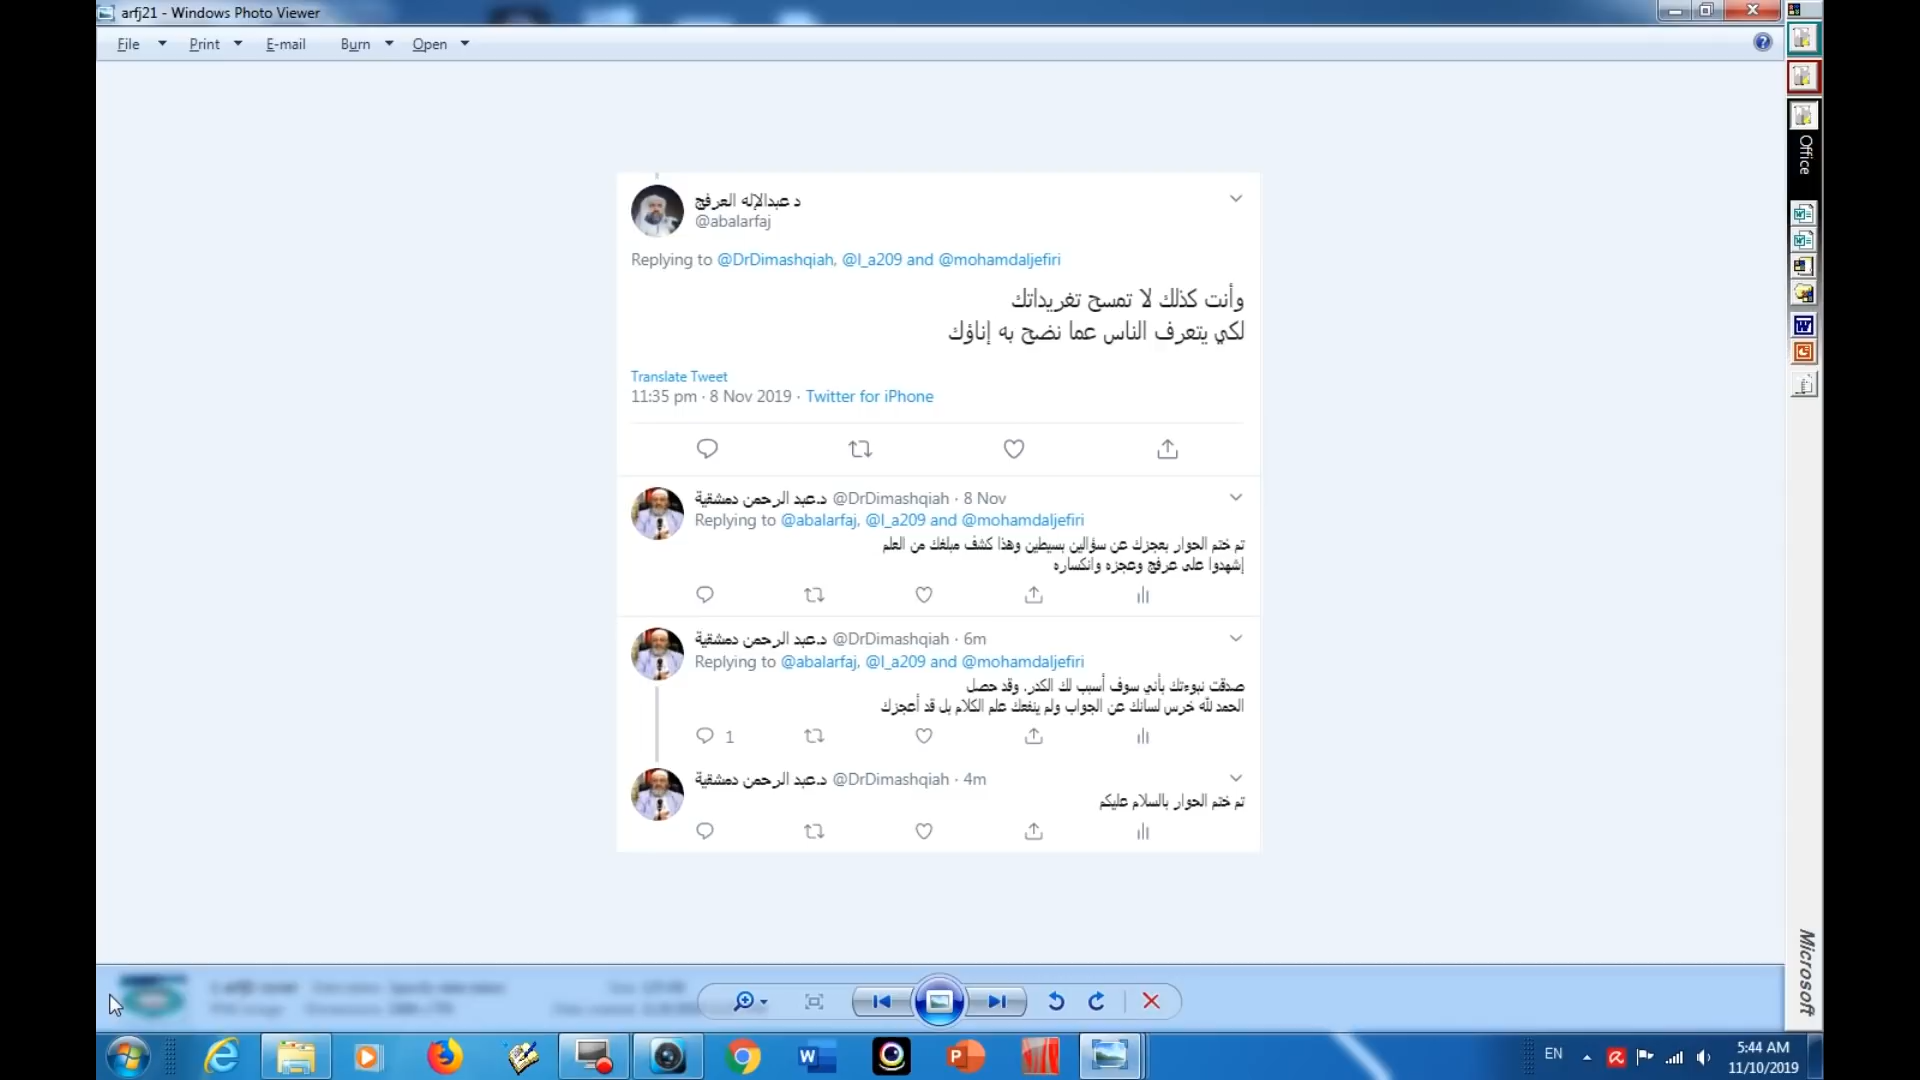 arfj21 - Windows Photo Viewer
File Print E-mail Burn Open
د عبدالإله العرفج
@abalarfaj
Replying to @DrDimashqiah, @l_a209 and @mohamdaljefiri
وأنت كذلك لا تمسح تغريداتك
لكي يتعرف الناس عما نضح به إناؤك
Translate Tweet
11:35 pm · 8 Nov 2019 · Twitter for iPhone
د.عبد الرحمن دمشقية @DrDimashqiah · 8 Nov
Replying to @abalarfaj, @l_a209 and @mohamdaljefiri
تم ختم الحوار بعجزك عن سؤالين بسيطين وهذا كشف مبلغك من العلم
إشهدوا على عرفج وعجزه وانكساره
د.عبد الرحمن دمشقية @DrDimashqiah · 6m
Replying to @abalarfaj, @l_a209 and @mohamdaljefiri
صدقت نبوءتك بأني سوف أسبب لك الكدر. وقد حصل
الحمد لله خرس لسانك عن الجواب ولم ينفعك علم الكلام بل قد أعجزك
1
د.عبد الرحمن دمشقية @DrDimashqiah · 4m
تم ختم الحوار بالسلام عليكم
Office
Microsoft
EN
5:44 AM
11/10/2019